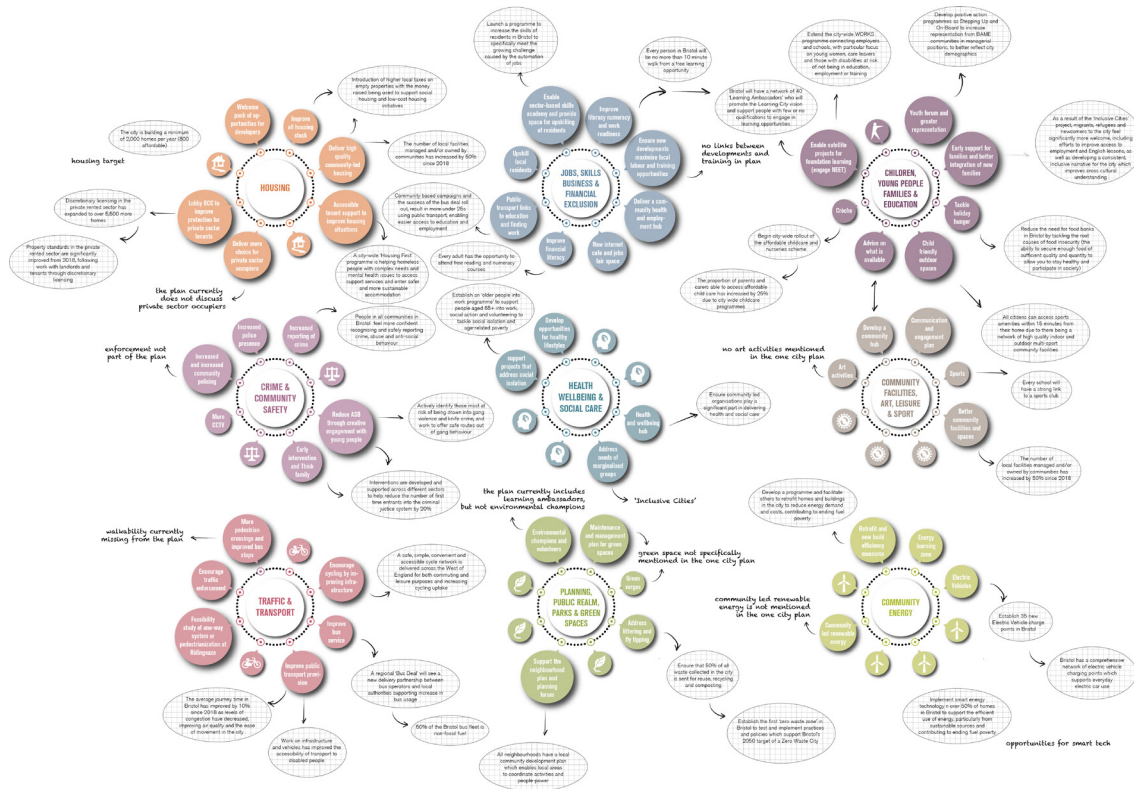 Launch a programme to
increase the skills of
residents in Bristol to
specifically meet the
growing challenge
caused by the automation
of jobs
Every person in Bristol will
be no more than 10 minute
walk from a free learning
opportunity
Extend the city-wide WORKS
programme connecting employers
and schools, with particular focus
on young women, care leavers
and those with disabilities at risk
of not being in education,
employment or training
Develop positive action
programmes as Stepping Up and
On-Board to increase
representation from BAME
communities in managerial
positions, to better reflect city
demographics
Introduction of higher local taxes on
empty properties with the money
raised being used to support social
housing and low-cost housing
initiatives
The city is building a minimum
of 2,000 homes per year (800
affordable)
housing target
Welcome
pack of op-
portunities for
developers
Improve
all housing
stock
Deliver high
quality
community-led
housing
Accessible
tenant support to
improve housing
situations
Deliver more
choice for private
sector occupiers
Lobby BCC to
improve
protection for
private sector
tenants
HOUSING
The number of local facilities
managed and/or owned by
communities has increased by 50%
since 2018
Discretionary licensing in the
private rented sector has
expanded to over 5,500 more
homes
Property standards in the private
rented sector are significantly
improved from 2018, following
work with landlords and
tenants through discretionary
licensing
the plan currently
does not discuss
private sector occupiers
A city-wide 'Housing First'
programme is helping homeless
people with complex needs and
mental health issues to access
support services and enter safer
and more sustainable
accommodation
Enable
sector-based skills
academy and provide
space for upskilling
of residents
Improve
literacy numeracy
and work
readiness
Ensure new
developments
maximise local
labour and training
opportunities
Deliver a com-
munity health
and employ-
ment hub
New internet
cafe and jobs
fair space
Improve
financial
literacy
Public transport
links to education
and finding
work
Upskill
local
residents
JOBS, SKILLS
BUSINESS &
FINANCIAL
EXCLUSION
Bristol will have a network of 40
'Learning Ambassadors' who will
promote the Learning City vision
and support people with few or no
qualifications to engage in
learning opportunities
no links between
developments and
training in plan
Community based campaigns and
the success of the bus deal roll
out, result in more under 25s
using public transport, enabling
easier access to education and
employment
Every adult has the opportunity to
attend free reading and numeracy
courses
Youth forum and
greater
representation
Early support for
families and better
integration of new
families
Tackle
holiday
hunger
Child
friendly
outdoor
spaces
Advice on
what is
available
Crèche
Enable satellite
projects for
foundation learning
(engage NEET)
CHILDREN,
YOUNG PEOPLE
FAMILIES &
EDUCATION
As a result of the 'Inclusive Cities'
project, migrants, refugees and
newcomers to the city feel
significantly more welcome, including
efforts to improve access to
employment and English lessons, as
well as developing a consistent,
inclusive narrative for the city which
improves cross cultural
understanding
Begin city-wide rollout of
the affordable childcare and
nurseries scheme
The proportion of parents and
carers able to access affordable
child care has increased by 25%
due to city wide childcare
programmes
Reduce the need for food banks
in Bristol by tackling the root
causes of food insecurity (the
ability to secure enough food of
sufficient quality and quantity to
allow you to stay healthy and
participate in society)
All citizens can access sports
amenities within 15 minutes from
their home due to there being a
network of high quality indoor and
outdoor multi-sport
community facilities
People in all communities in
Bristol feel more confident
recognising and safely reporting
crime, abuse and anti-social
behaviour
enforcement not
part of the plan
Increased
police
presence
Increased
reporting of
crime
Increased
and increased
community
policing
More
CCTV
Early
intervention
and Think
family
Reduce ASB
through creative
engagement with
young people
CRIME &
COMMUNITY
SAFETY
Actively identify those most at
risk of being drawn into gang
violence and knife crime, and
work to offer safe routes out
of gang behaviour
Interventions are developed and
supported across different sectors
to help reduce the number of first
time entrants into the criminal
justice system by 20%
Establish an 'older people into
work programme' to support
people aged 55+ into work,
social action and volunteering to
tackle social isolation and
age-related poverty
Develop
opportunities
for healthy
lifestyles
support
projects that
address social
isolation
Health
and wellbeing
hub
Address
needs of
marginalised
groups
HEALTH
WELLBEING &
SOCIAL CARE
Ensure community led
organisations play a
significant part in delivering
health and social care
'Inclusive Cities'
no art activities mentioned
in the one city plan
Develop a
community
hub
Communication
and
engagement
plan
Sports
Better
community
facilities and
spaces
Art
activities
COMMUNITY
FACILITIES,
ART, LEISURE
& SPORT
Every school will
have a strong link
to a sports club
The number of
local facilities managed and/or
owned by communities has
increased by 50% since 2018
walkability currently
missing from the plan
More
pedestrian
crossings and
improved bus
stops
Encourage
traffic
enforcement
Feasibility
study of one-way
system or
pedestrianisation at
Ridingease
Encourage
cycling by im-
proving infra-
structure
Improve
bus
service
Improve public
transport provi-
sion
TRAFFIC &
TRANSPORT
A safe, simple, convenient and
accessible cycle network is
delivered across the West of
England for both commuting and
leisure purposes and increasing
cycling uptake
A regional 'Bus Deal' will see a
new delivery partnership between
bus operators and local
authorities supporting increase in
bus usage
60% of the Bristol bus fleet is
non-fossil fuel
The average journey time in
Bristol has improved by 10%
since 2018 as levels of
congestion have decreased,
improving air quality and the ease
of movement in the city.
Work on infrastructure
and vehicles has improved the
accessibility of transport to
disabled people
the plan currently includes
learning ambassadors,
but not environmental champions
Environmental
champions and
volunteers
Maintenance
and management
plan for green
spaces
Green
verges
Address
littering and
fly tipping
Support the
neighbourhood
plan and
planning
forum
PLANNING,
PUBLIC REALM,
PARKS & GREEN
SPACES
green space not specifically
mentioned in the one city plan
Ensure that 50% of all
waste collected in the city
is sent for reuse, recycling
and composting
Establish the first 'zero waste zone' in
Bristol to test and implement practices
and policies which support Bristol's
2050 target of a Zero Waste City
All neighbourhoods have a local
community development plan
which enables local areas
to coordinate activities and
people power
Develop a programme and facilitate
others to retrofit homes and buildings
in the city to reduce energy demand
and costs, contributing to ending fuel
poverty
community led renewable
energy is not mentioned
in the one city plan
Retrofit and
new build
efficiency
measures
Energy
learning
zone
Electric
Vehicles
Community
led renewable
energy
COMMUNITY
ENERGY
Establish 35 new
Electric Vehicle charge
points in Bristol
Bristol has a comprehensive
network of electric vehicle
charging points which
supports everyday
electric car use
Implement smart energy
technology n over 50% of homes
in Bristol to support the efficient
use of energy, particularly from
sustainable sources and
contributing to ending fuel poverty
opportunities for smart tech